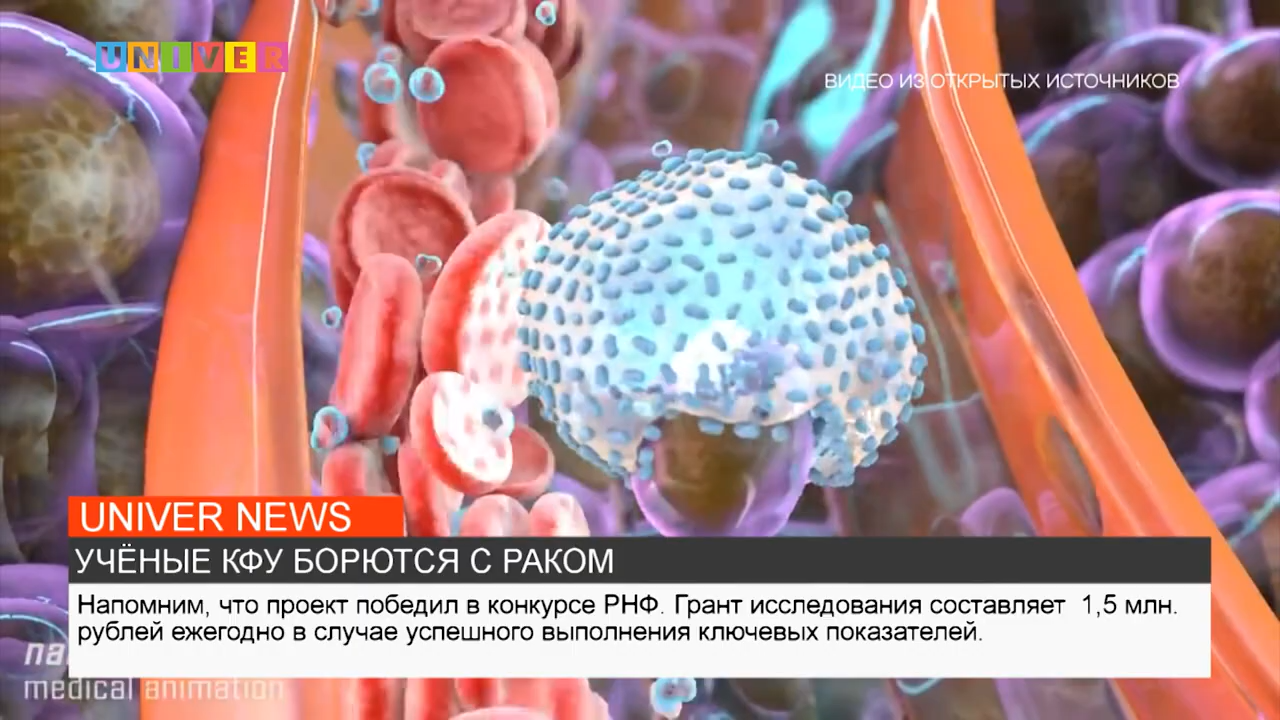 UNIVER
ВИДЕО ИЗ ОТКРЫТЫХ ИСТОЧНИКОВ
UNIVER NEWS
УЧЁНЫЕ КФУ БОРЮТСЯ С РАКОМ
Напомним, что проект победил в конкурсе РНФ. Грант исследования составляет 1,5 млн.
рублей ежегодно в случае успешного выполнения ключевых показателей.
medical animation